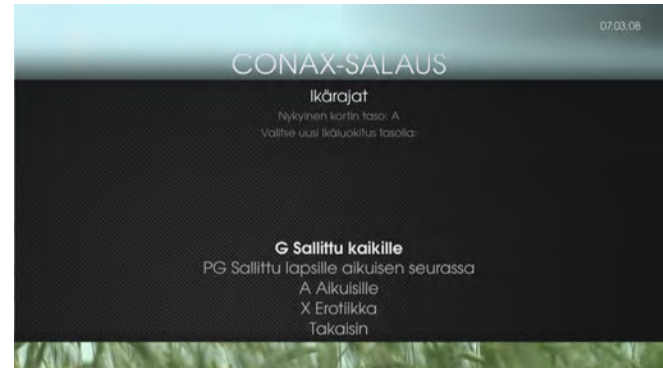 07:03:08
CONAX-SALAUS
Ikärajat
Nykyinen kortin taso: A
Valitse uusi ikäluokitus tasolla:
G Sallittu kaikille
PG Sallittu lapsille aikuisen seurassa
A Aikuisille
X Erotiikka
Takaisin